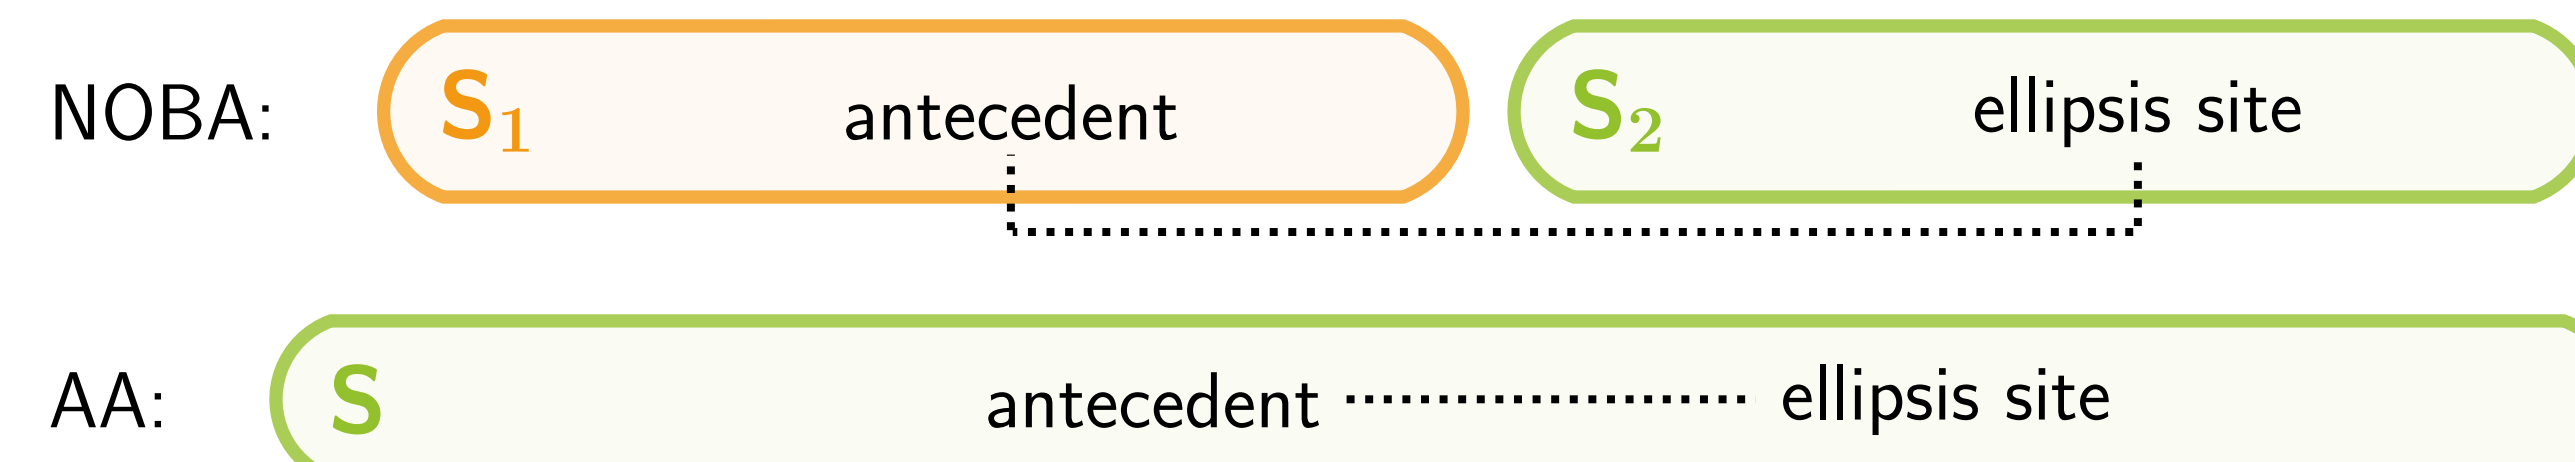 NOBA: S₁ antecedent S₂ ellipsis site
AA: S antecedent ellipsis site